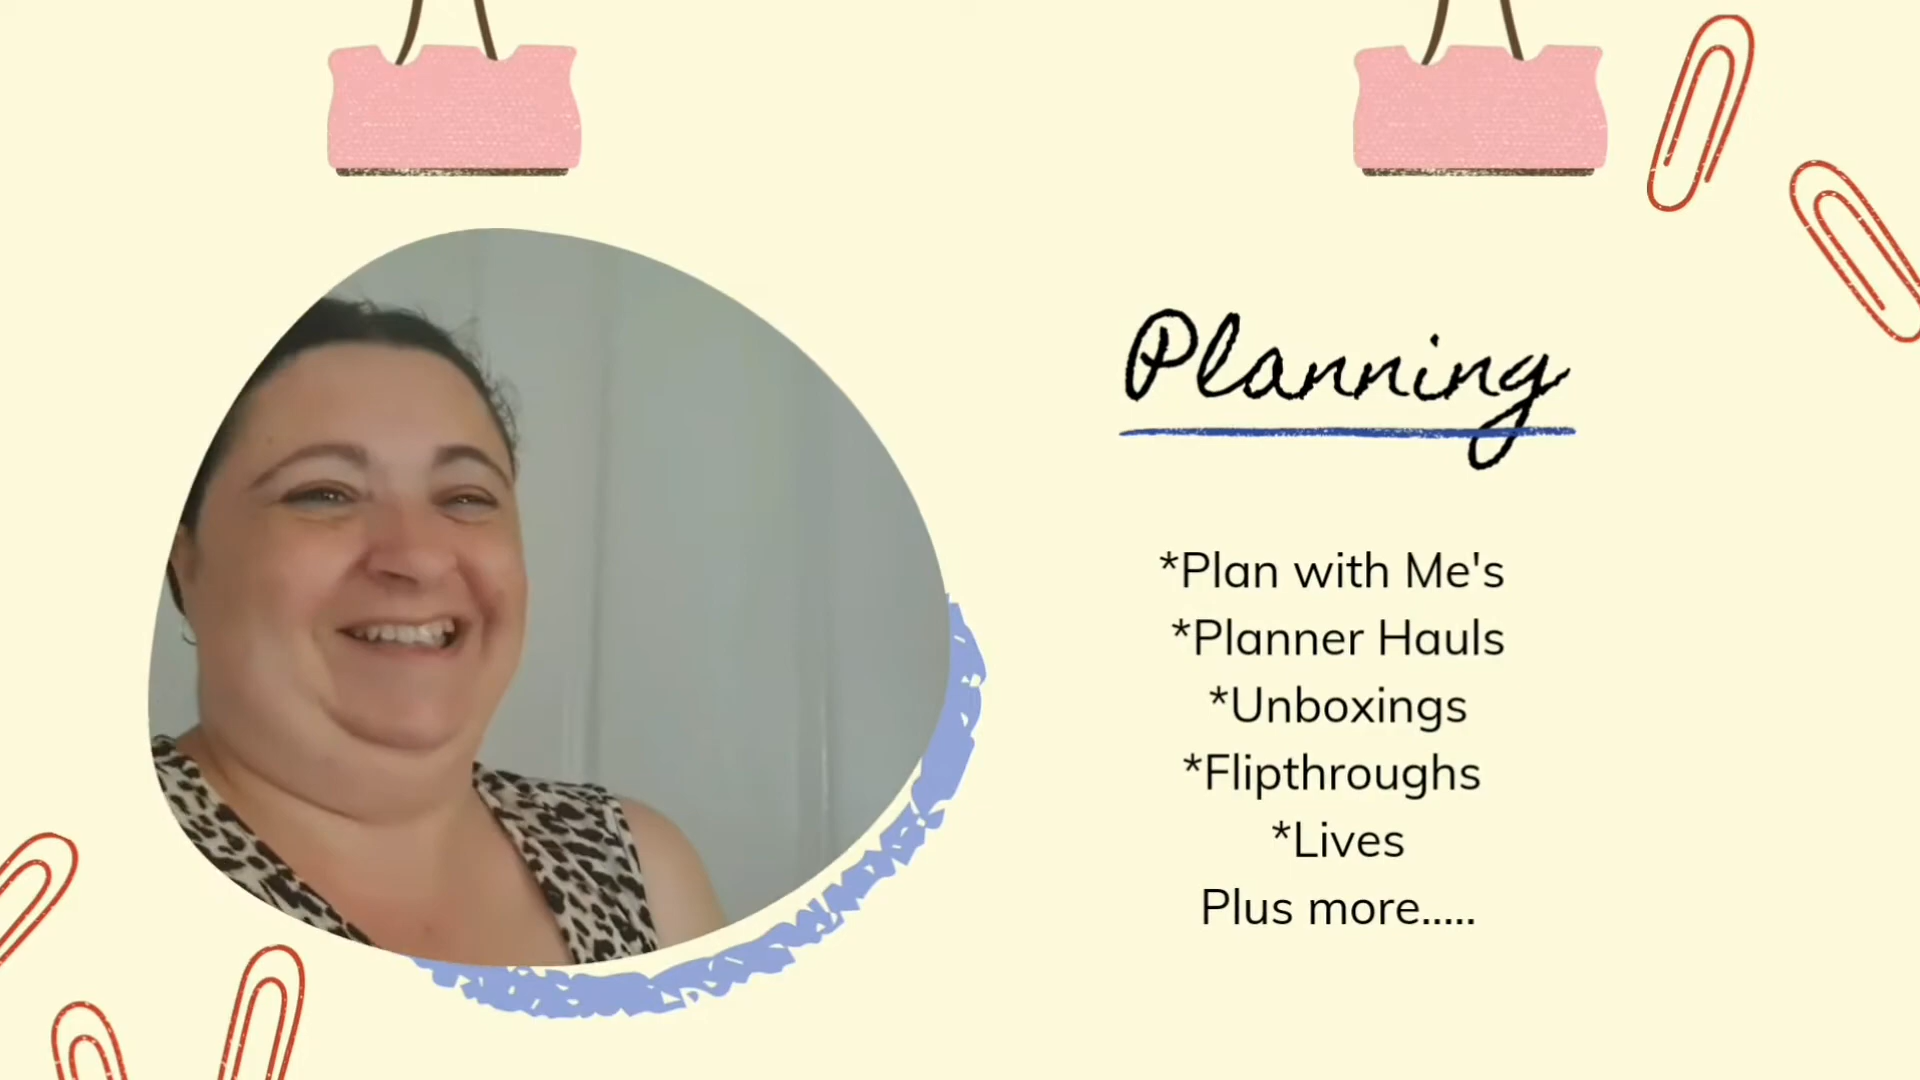 Planning
*Plan with Me's
*Planner Hauls
*Unboxings
*Flipthroughs
*Lives
Plus more.....